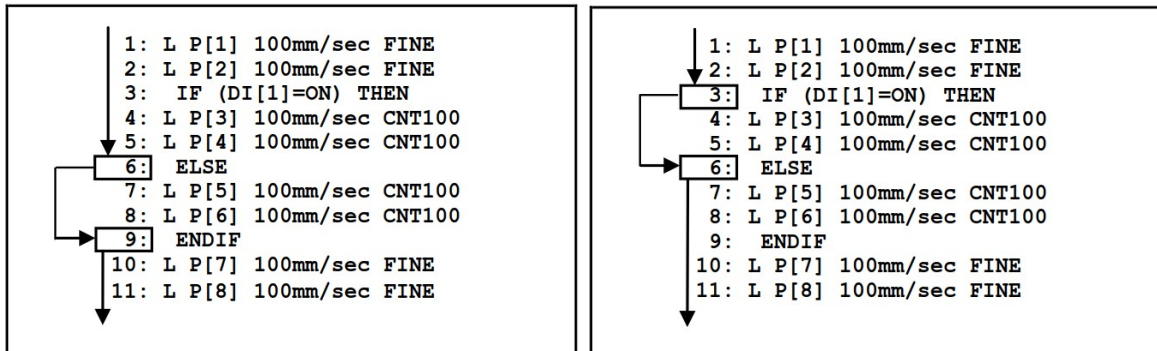 1: L P[1] 100mm/sec FINE
2: L P[2] 100mm/sec FINE
3: IF (DI[1]=ON) THEN
4: L P[3] 100mm/sec CNT100
5: L P[4] 100mm/sec CNT100
6: ELSE
7: L P[5] 100mm/sec CNT100
8: L P[6] 100mm/sec CNT100
9: ENDIF
10: L P[7] 100mm/sec FINE
11: L P[8] 100mm/sec FINE
1: L P[1] 100mm/sec FINE
2: L P[2] 100mm/sec FINE
3: IF (DI[1]=ON) THEN
4: L P[3] 100mm/sec CNT100
5: L P[4] 100mm/sec CNT100
6: ELSE
7: L P[5] 100mm/sec CNT100
8: L P[6] 100mm/sec CNT100
9: ENDIF
10: L P[7] 100mm/sec FINE
11: L P[8] 100mm/sec FINE